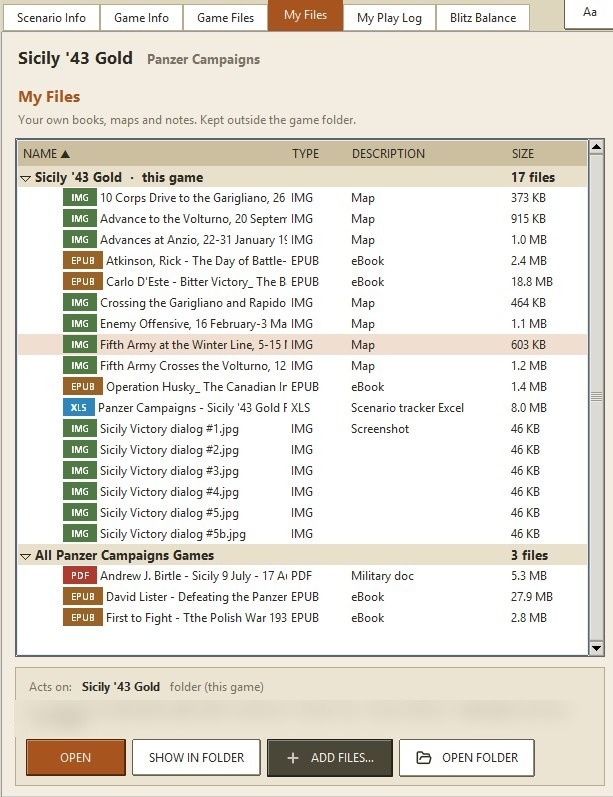 Scenario Info Game Info Game Files My Files My Play Log Blitz Balance Aa
Sicily '43 Gold Panzer Campaigns
My Files
Your own books, maps and notes. Kept outside the game folder.
NAME ▲ TYPE DESCRIPTION SIZE
Sicily '43 Gold · this game 17 files
IMG 10 Corps Drive to the Garigliano, 26 IMG Map 373 KB
IMG Advance to the Volturno, 20 Septem IMG Map 915 KB
IMG Advances at Anzio, 22-31 January 19 IMG Map 1.0 MB
EPUB Atkinson, Rick - The Day of Battle- EPUB eBook 2.4 MB
EPUB Carlo D'Este - Bitter Victory_ The B EPUB eBook 18.8 MB
IMG Crossing the Garigliano and Rapido IMG Map 464 KB
IMG Enemy Offensive, 16 February-3 Ma IMG Map 1.1 MB
IMG Fifth Army at the Winter Line, 5-15 IMG Map 603 KB
IMG Fifth Army Crosses the Volturno, 12 IMG Map 1.2 MB
EPUB Operation Husky_ The Canadian In EPUB eBook 1.4 MB
XLS Panzer Campaigns - Sicily '43 Gold F XLS Scenario tracker Excel 8.0 MB
IMG Sicily Victory dialog #1.jpg IMG Screenshot 46 KB
IMG Sicily Victory dialog #2.jpg IMG 46 KB
IMG Sicily Victory dialog #3.jpg IMG 46 KB
IMG Sicily Victory dialog #4.jpg IMG 46 KB
IMG Sicily Victory dialog #5.jpg IMG 46 KB
IMG Sicily Victory dialog #5b.jpg IMG 46 KB
All Panzer Campaigns Games 3 files
PDF Andrew J. Birtle - Sicily 9 July - 17 Au PDF Military doc 5.3 MB
EPUB David Lister - Defeating the Panzer EPUB eBook 27.9 MB
EPUB First to Fight - Tthe Polish War 193 EPUB eBook 2.8 MB
Acts on: Sicily '43 Gold folder (this game)
OPEN SHOW IN FOLDER + ADD FILES... OPEN FOLDER